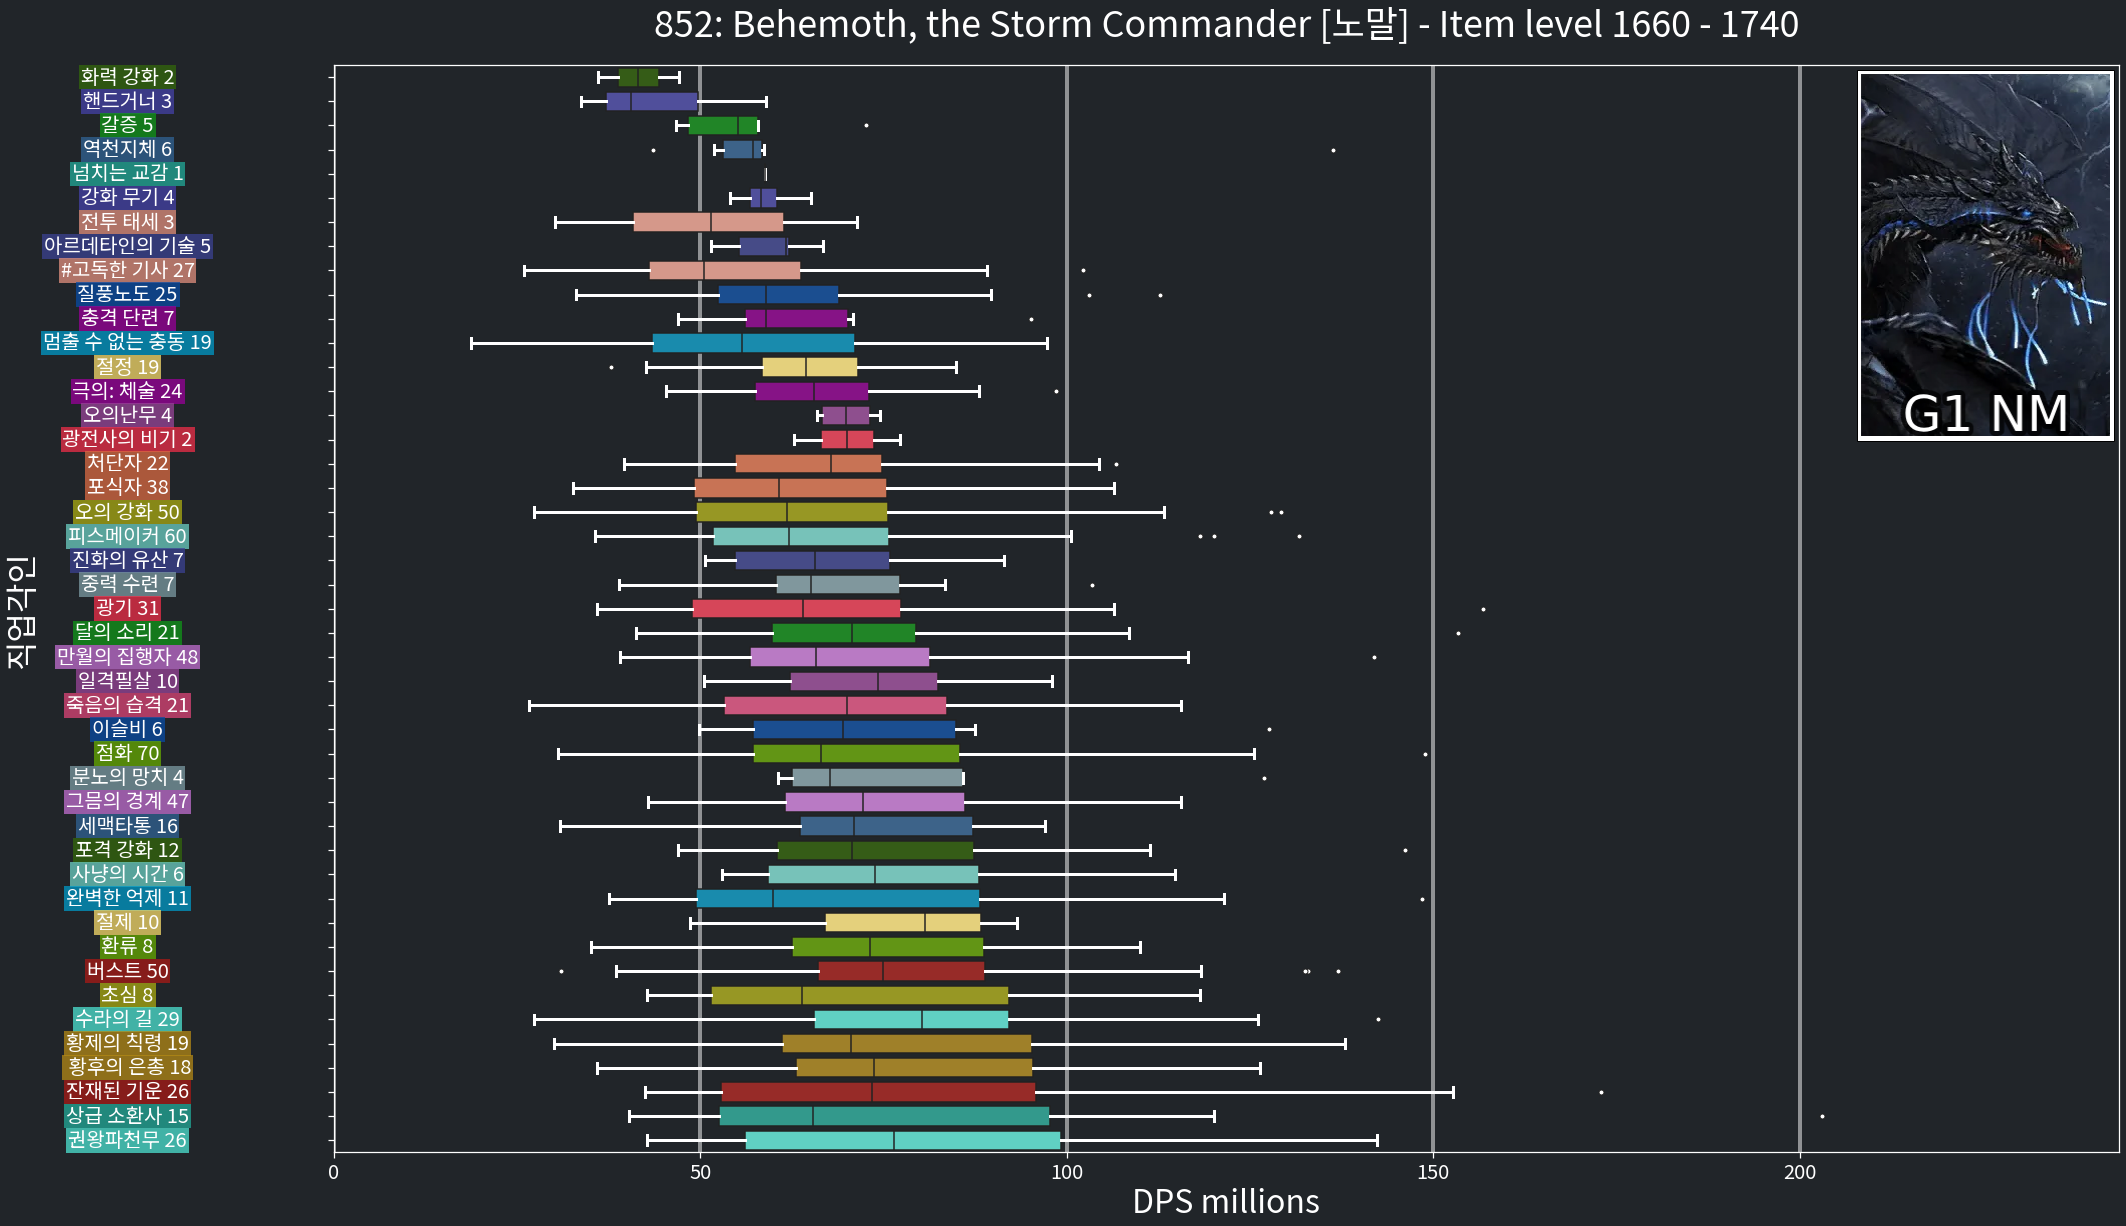 852: Behemoth, the Storm Commander [노말] - Item level 1660 - 1740
화력 강화 2
핸드거너 3
갈증 5
역천지체 6
넘치는 교감 1
강화 무기 4
전투 태세 3
아르데타인의 기술 5
#고독한 기사 27
질풍노도 25
충격 단련 7
멈출 수 없는 충동 19
절정 19
극의: 체술 24
오의난무 4
광전사의 비기 2
처단자 22
포식자 38
오의 강화 50
피스메이커 60
진화의 유산 7
중력 수련 7
광기 31
달의 소리 21
만월의 집행자 48
일격필살 10
죽음의 습격 21
이슬비 6
점화 70
분노의 망치 4
그믐의 경계 47
세맥타통 16
포격 강화 12
사냥의 시간 6
완벽한 억제 11
절제 10
환류 8
버스트 50
초심 8
수라의 길 29
황제의 칙령 19
황후의 은총 18
잔재된 기운 26
상급 소환사 15
권왕파천무 26
직업각인
G1 NM
0 50 100 150 200
DPS millions